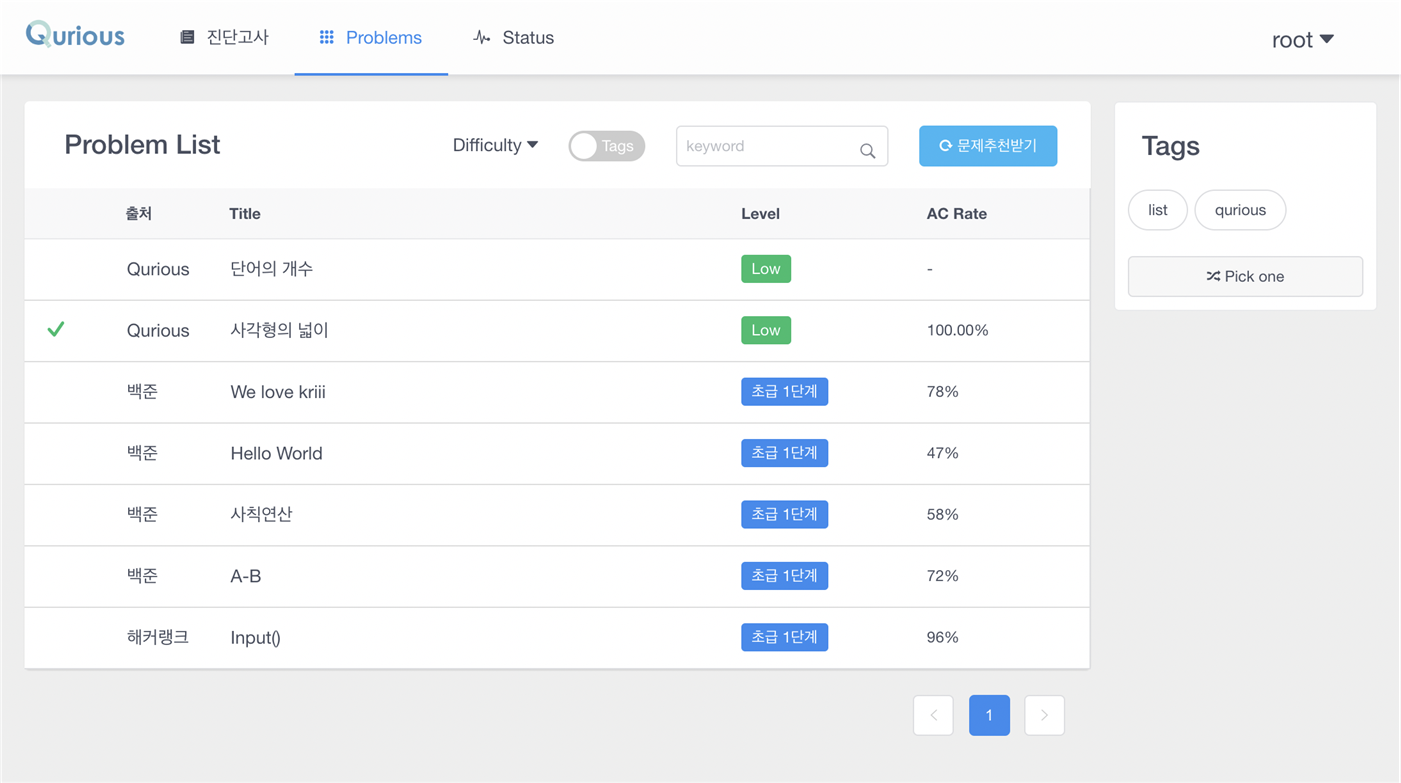 Qurious 진단고사 Problems Status root
Problem List Difficulty Tags keyword 문제추천받기
출처 Title Level AC Rate
Qurious 단어의 개수 Low -
Qurious 사각형의 넓이 Low 100.00%
백준 We love kriii 초급 1단계 78%
백준 Hello World 초급 1단계 47%
백준 사칙연산 초급 1단계 58%
백준 A-B 초급 1단계 72%
해커랭크 Input() 초급 1단계 96%
< 1 >
Tags
list qurious
Pick one